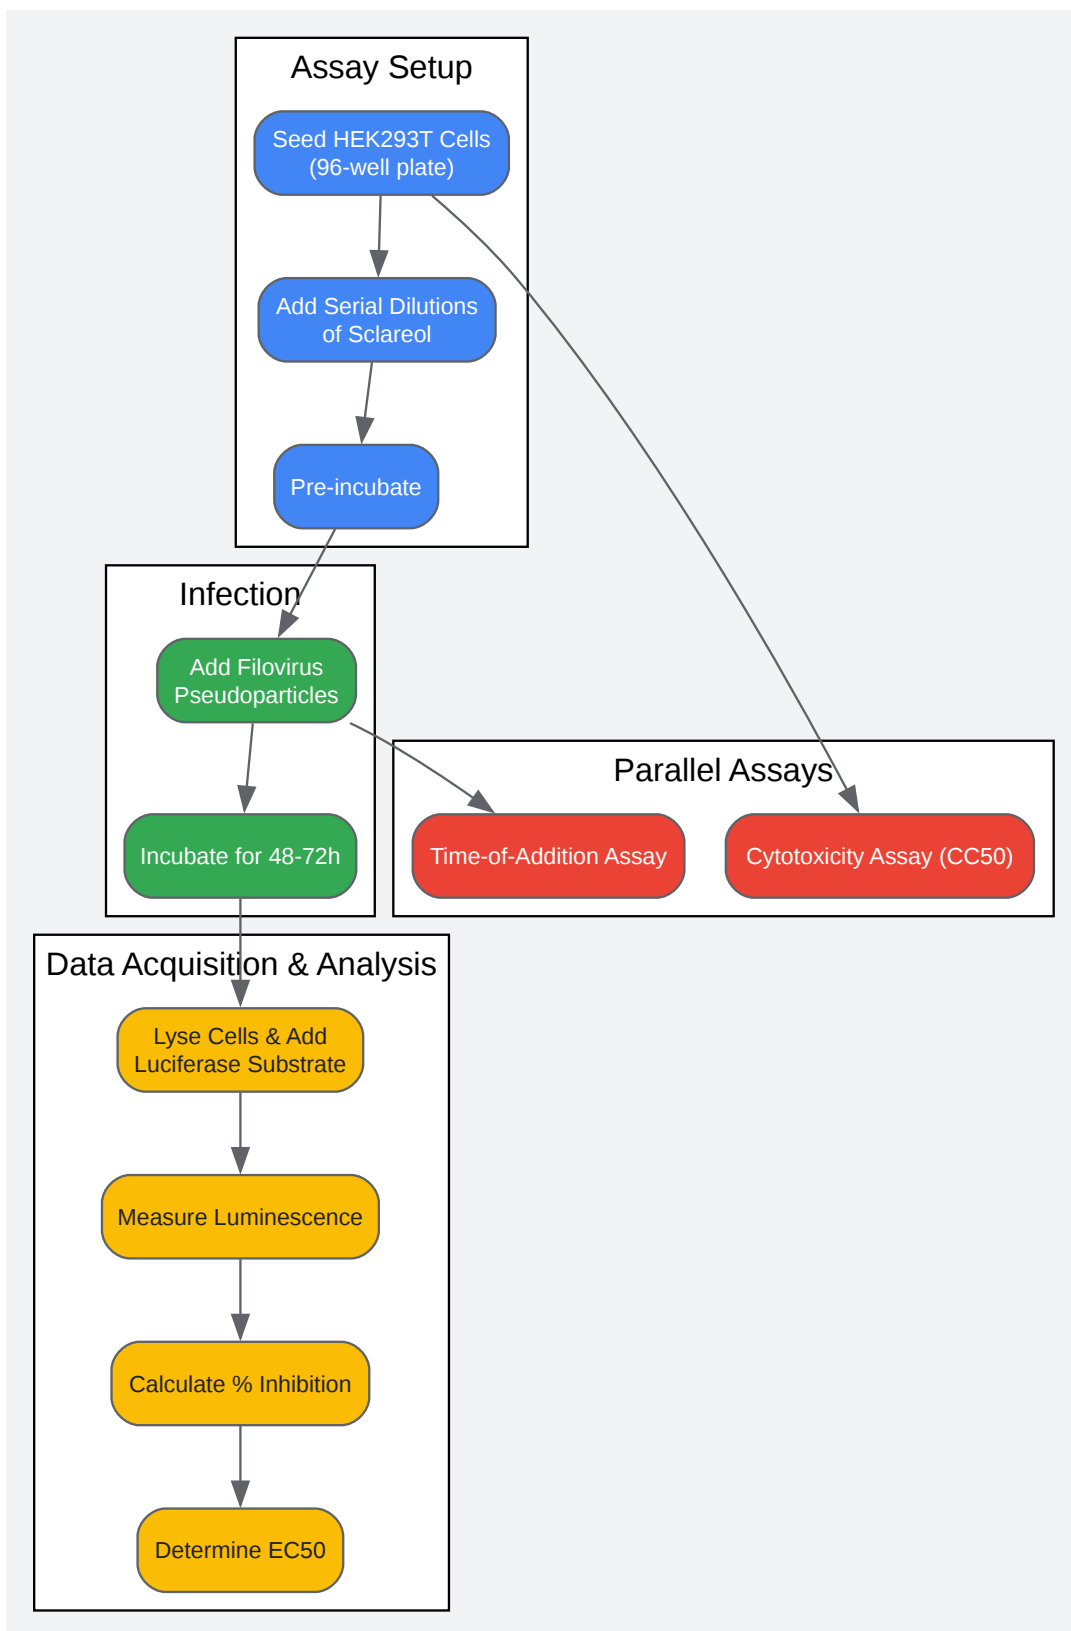 Assay Setup
Seed HEK293T Cells
(96-well plate)
Add Serial Dilutions
of Sclareol
Pre-incubate
Infection
Add Filovirus
Pseudoparticles
Incubate for 48-72h
Parallel Assays
Time-of-Addition Assay
Cytotoxicity Assay (CC50)
Data Acquisition & Analysis
Lyse Cells & Add
Luciferase Substrate
Measure Luminescence
Calculate % Inhibition
Determine EC50